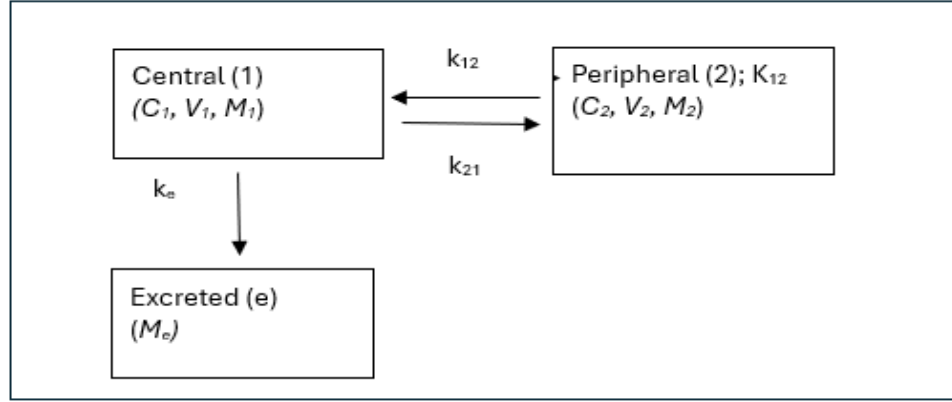 Central (1)
(C₁, V₁, M₁)
k₁₂
Peripheral (2); K₁₂
(C₂, V₂, M₂)
k₂₁
kₑ
Excreted (e)
(Mₑ)